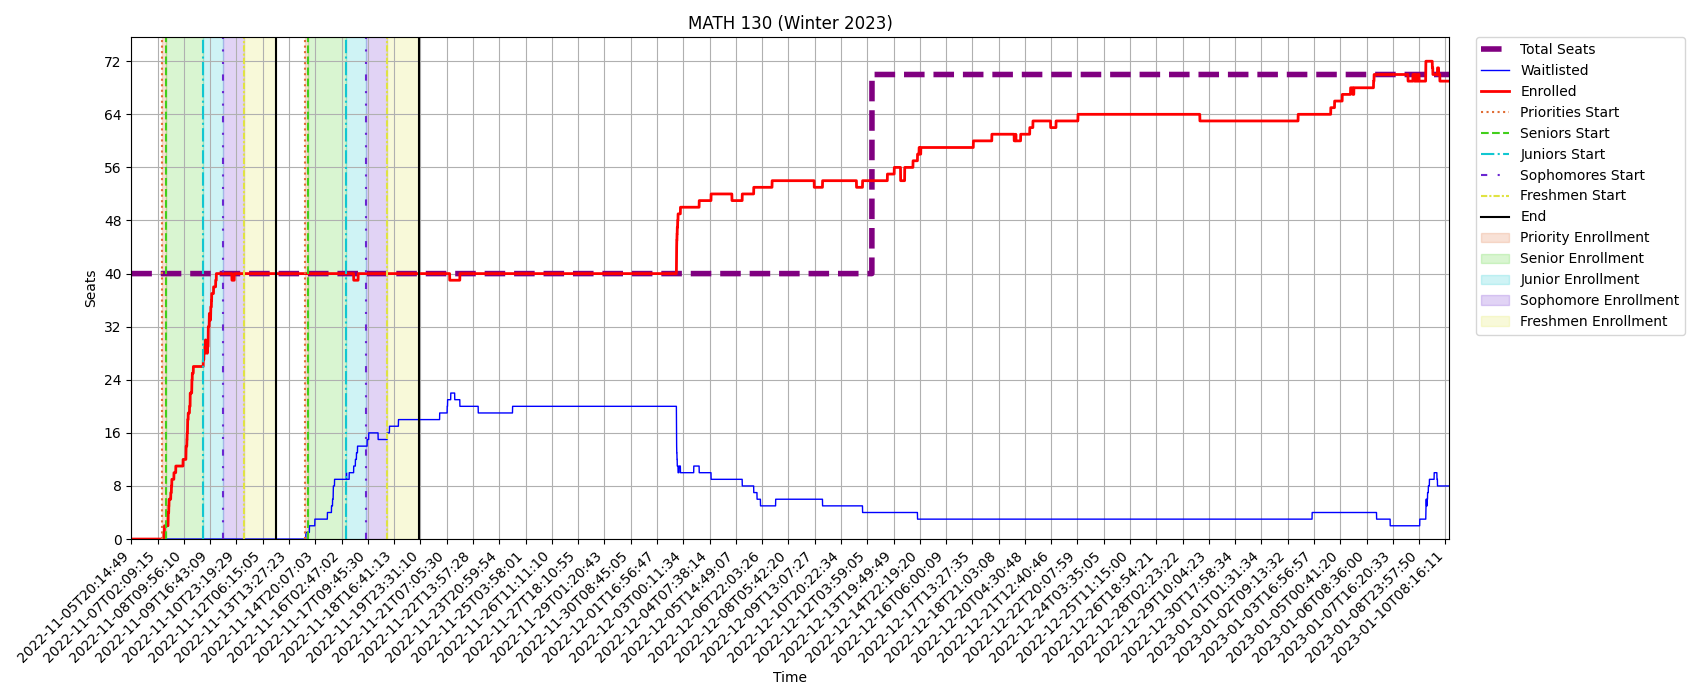 MATH 130 (Winter 2023)
Seats
72
64
56
48
40
32
24
16
8
0
2022-11-05T20:14:49
2022-11-07T02:09:15
2022-11-08T09:56:10
2022-11-09T16:43:09
2022-11-10T23:19:29
2022-11-12T06:15:05
2022-11-13T13:27:23
2022-11-14T20:07:03
2022-11-16T02:47:02
2022-11-17T09:45:30
2022-11-18T16:41:13
2022-11-19T23:31:10
2022-11-21T07:05:30
2022-11-22T13:57:28
2022-11-23T20:59:54
2022-11-25T03:58:01
2022-11-26T11:11:10
2022-11-27T18:10:55
2022-11-29T01:20:43
2022-11-30T08:45:05
2022-12-01T16:56:47
2022-12-03T00:11:34
2022-12-04T07:38:14
2022-12-05T14:49:07
2022-12-06T22:03:26
2022-12-08T05:42:20
2022-12-09T13:07:27
2022-12-10T20:22:34
2022-12-12T03:59:05
2022-12-13T19:49:49
2022-12-14T22:19:20
2022-12-16T06:00:09
2022-12-17T13:27:35
2022-12-18T21:03:08
2022-12-20T04:30:48
2022-12-21T12:40:46
2022-12-22T20:07:59
2022-12-24T03:35:05
2022-12-25T11:15:00
2022-12-26T18:54:21
2022-12-28T02:23:22
2022-12-29T10:04:23
2022-12-30T17:58:34
2023-01-01T01:31:34
2023-01-02T09:13:32
2023-01-03T16:56:57
2023-01-05T00:41:20
2023-01-06T08:36:00
2023-01-07T16:20:33
2023-01-08T23:57:50
2023-01-10T08:16:11
Time
Total Seats
Waitlisted
Enrolled
Priorities Start
Seniors Start
Juniors Start
Sophomores Start
Freshmen Start
End
Priority Enrollment
Senior Enrollment
Junior Enrollment
Sophomore Enrollment
Freshmen Enrollment